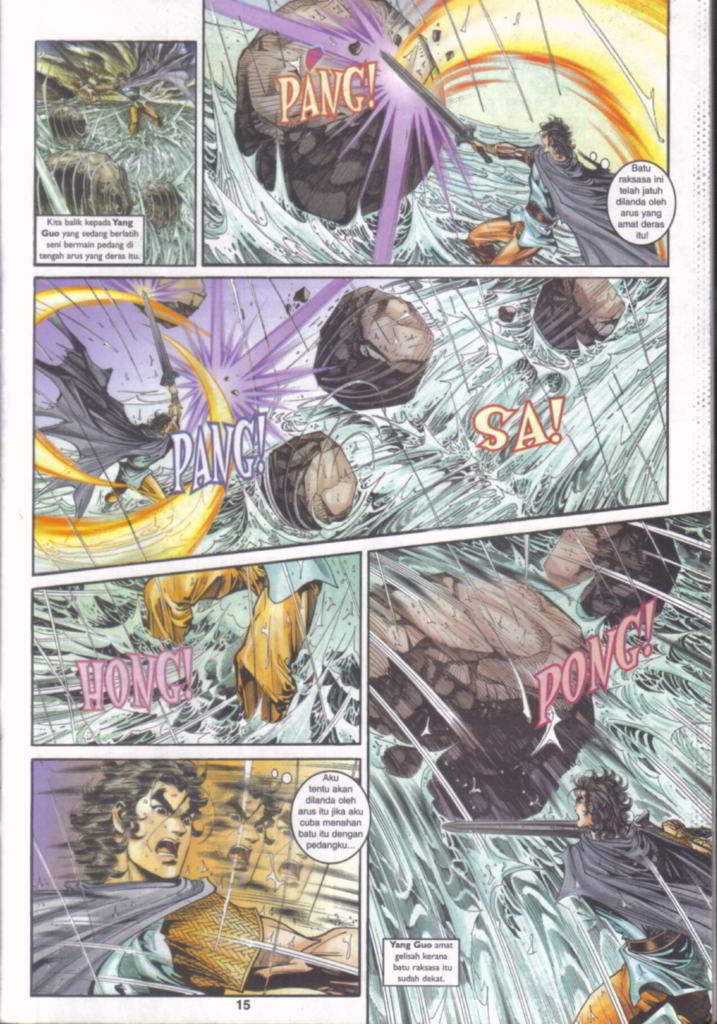 Kita balik kepada Yang
Guo yang sedang berlatih
seni bermain pedang di
tengah arus yang deras itu.
PANG!
Batu
raksasa ini
telah jatuh
dilanda oleh
arus yang
amat deras
itu!
PANG!
SA!
HONG!
PONG!
Aku
tentu akan
dilanda oleh
arus itu jika aku
cuba menahan
batu itu dengan
pedangku...
Yang Guo amat
gelisah kerana
batu raksasa itu
sudah dekat.
15